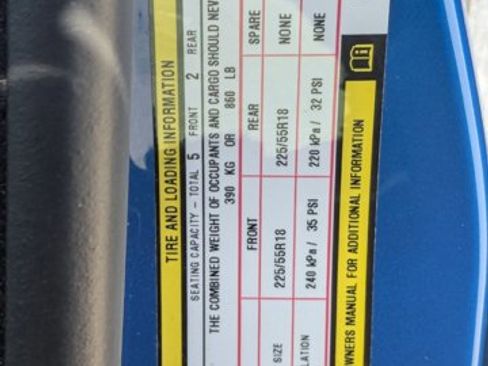 TIRE AND LOADING INFORMATION
SEATING CAPACITY – TOTAL 5 FRONT 2 REAR
THE COMBINED WEIGHT OF OCCUPANTS AND CARGO SHOULD NEV
390 KG OR 860 LB
FRONT REAR SPARE
SIZE 225/55R18 225/55R18 NONE
LATION 240 kPa / 35 PSI 220 kPa / 32 PSI NONE
WNERS MANUAL FOR ADDITIONAL INFORMATION